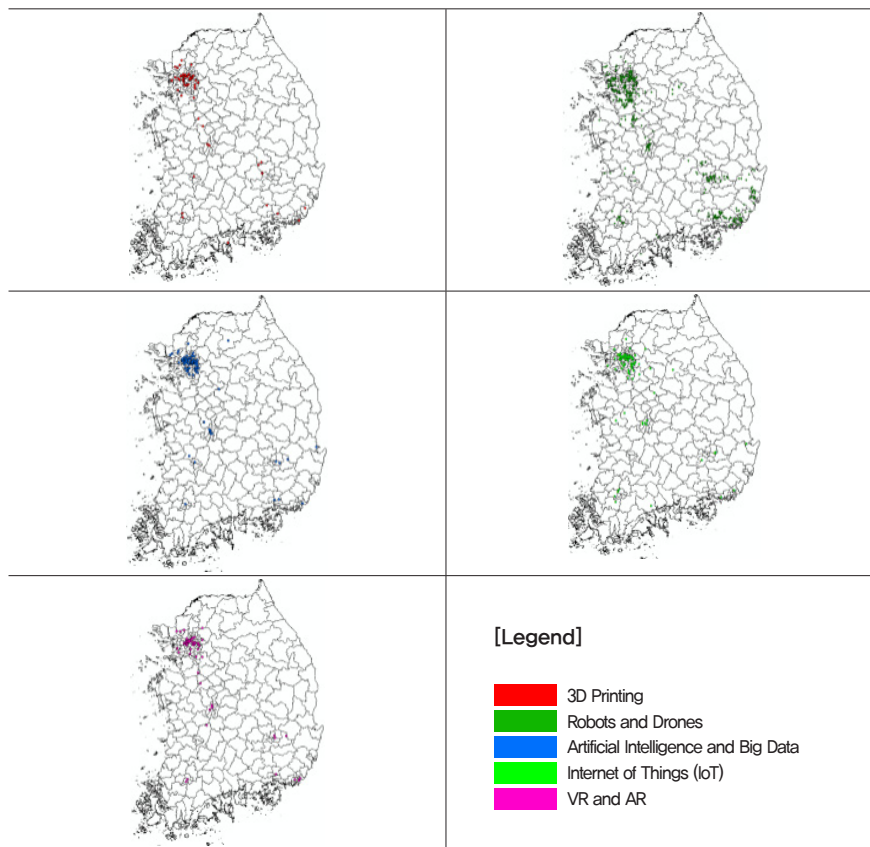 [Legend]
3D Printing
Robots and Drones
Artificial Intelligence and Big Data
Internet of Things (IoT)
VR and AR